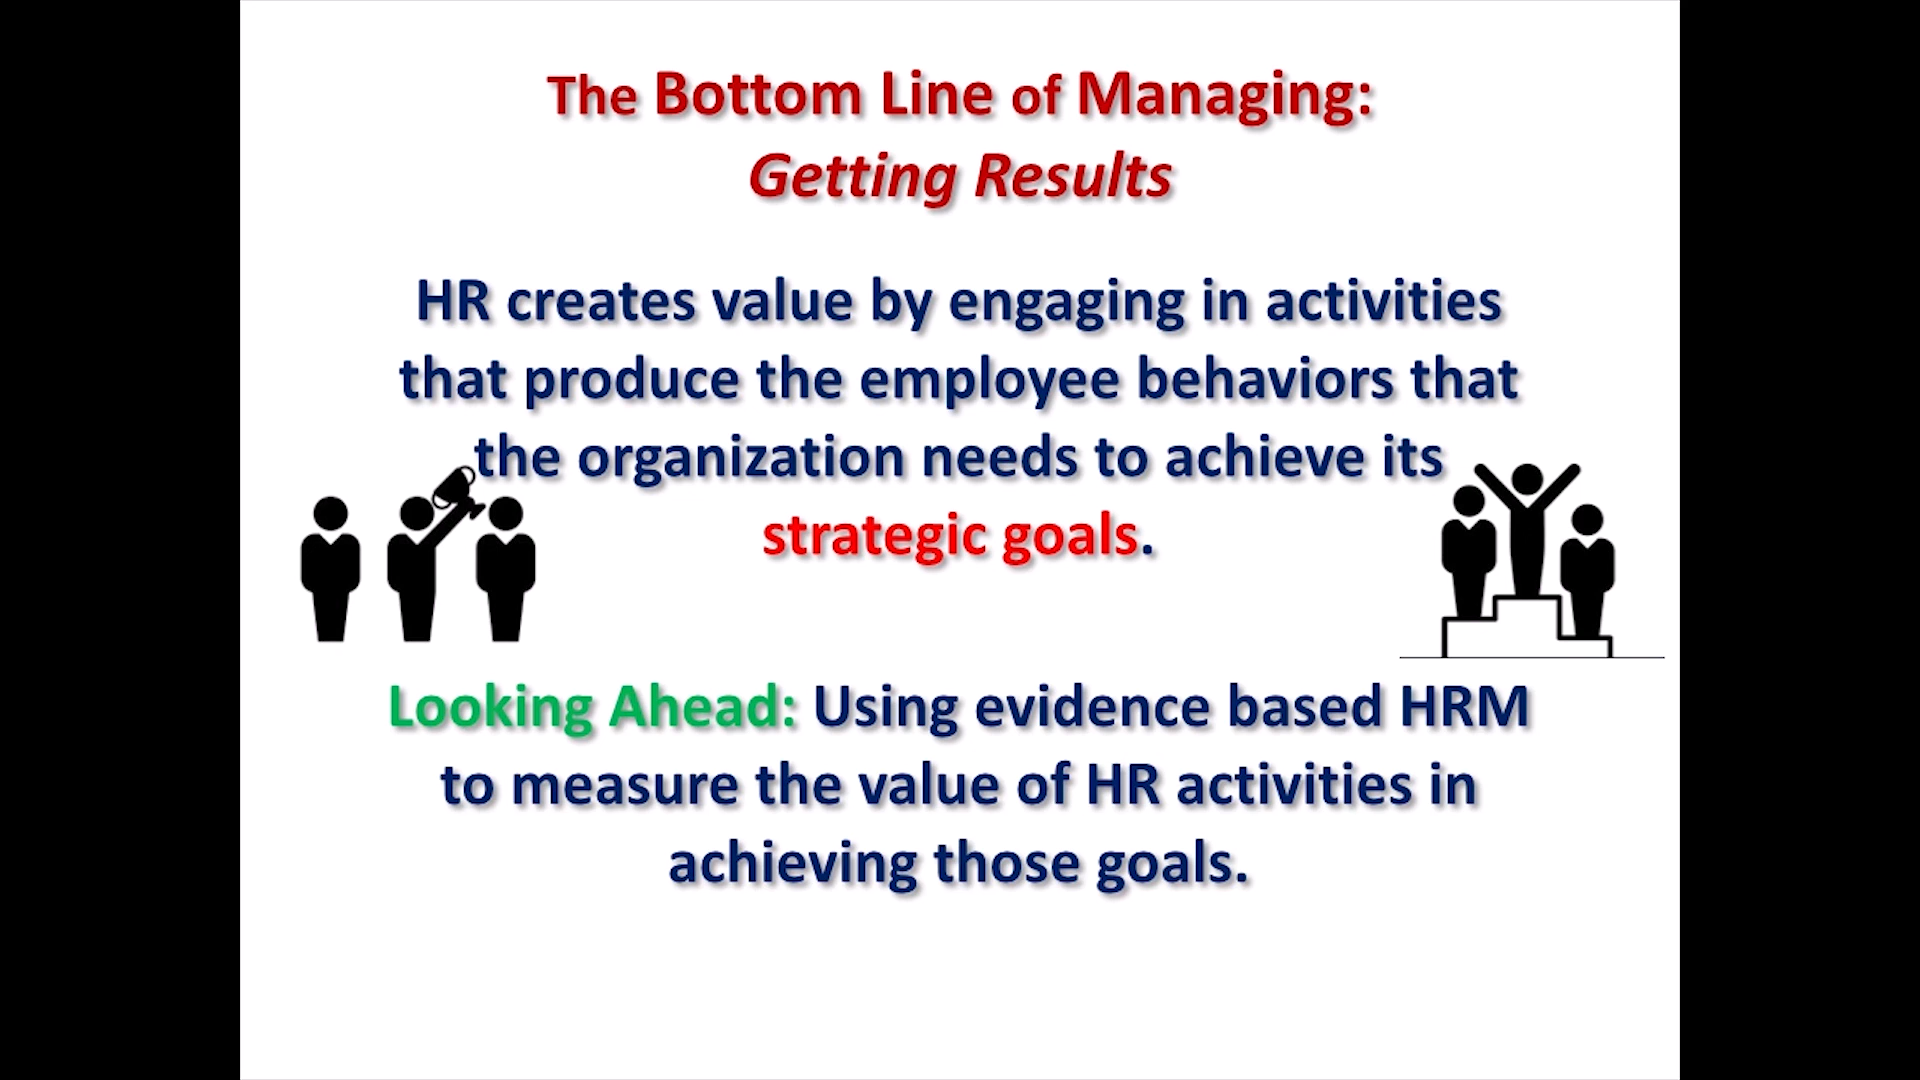 The Bottom Line of Managing:
Getting Results
HR creates value by engaging in activities
that produce the employee behaviors that
the organization needs to achieve its
strategic goals.
Looking Ahead: Using evidence based HRM
to measure the value of HR activities in
achieving those goals.